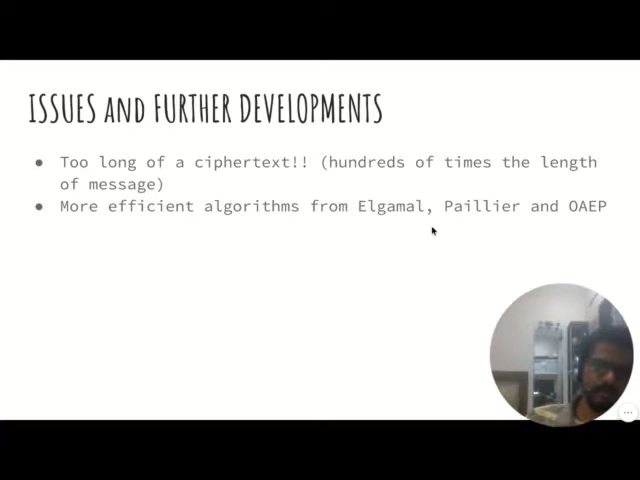 ISSUES and FURTHER DEVELOPMENTS
● Too long of a ciphertext!! (hundreds of times the length
of message)
● More efficient algorithms from Elgamal, Paillier and OAEP